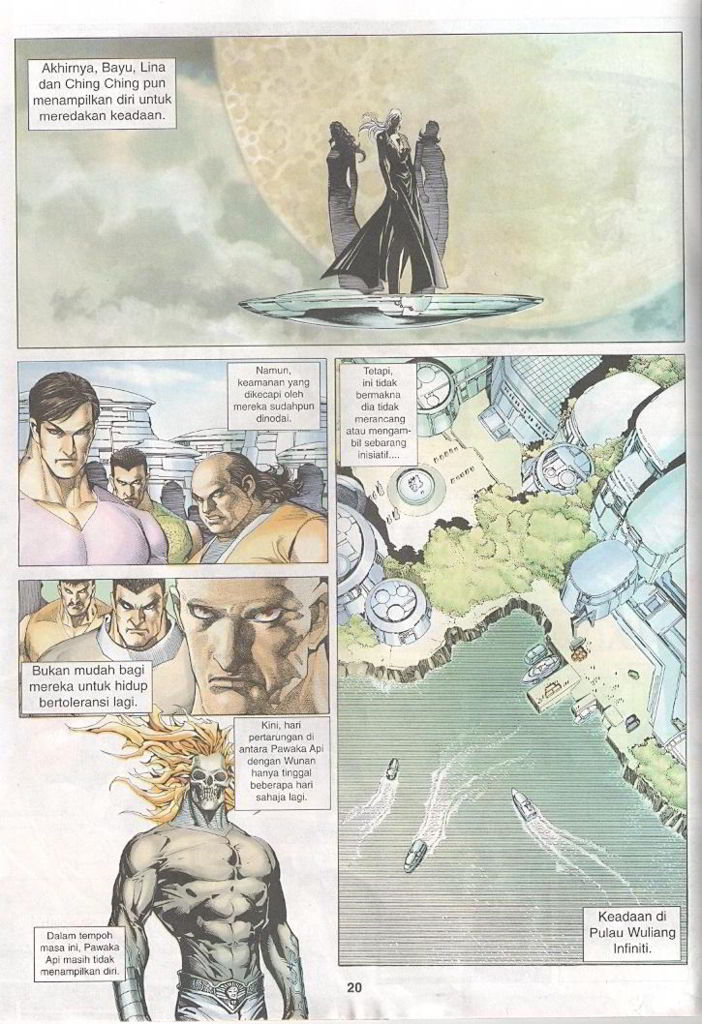 Akhirnya, Bayu, Lina
dan Ching Ching pun
menampilkan diri untuk
meredakan keadaan.
Namun,
keamanan yang
dikecapi oleh
mereka sudahpun
dinodai.
Tetapi,
ini tidak
bermakna
dia tidak
merancang
atau mengam-
bil sebarang
inisiatif....
Bukan mudah bagi
mereka untuk hidup
bertoleransi lagi.
Kini, hari
pertarungan di
antara Pawaka Api
dengan Wunan
hanya tinggal
beberapa hari
sahaja lagi.
Dalam tempoh
masa ini, Pawaka
Api masih tidak
menampilkan diri.
Keadaan di
Pulau Wuliang
Infiniti.
20